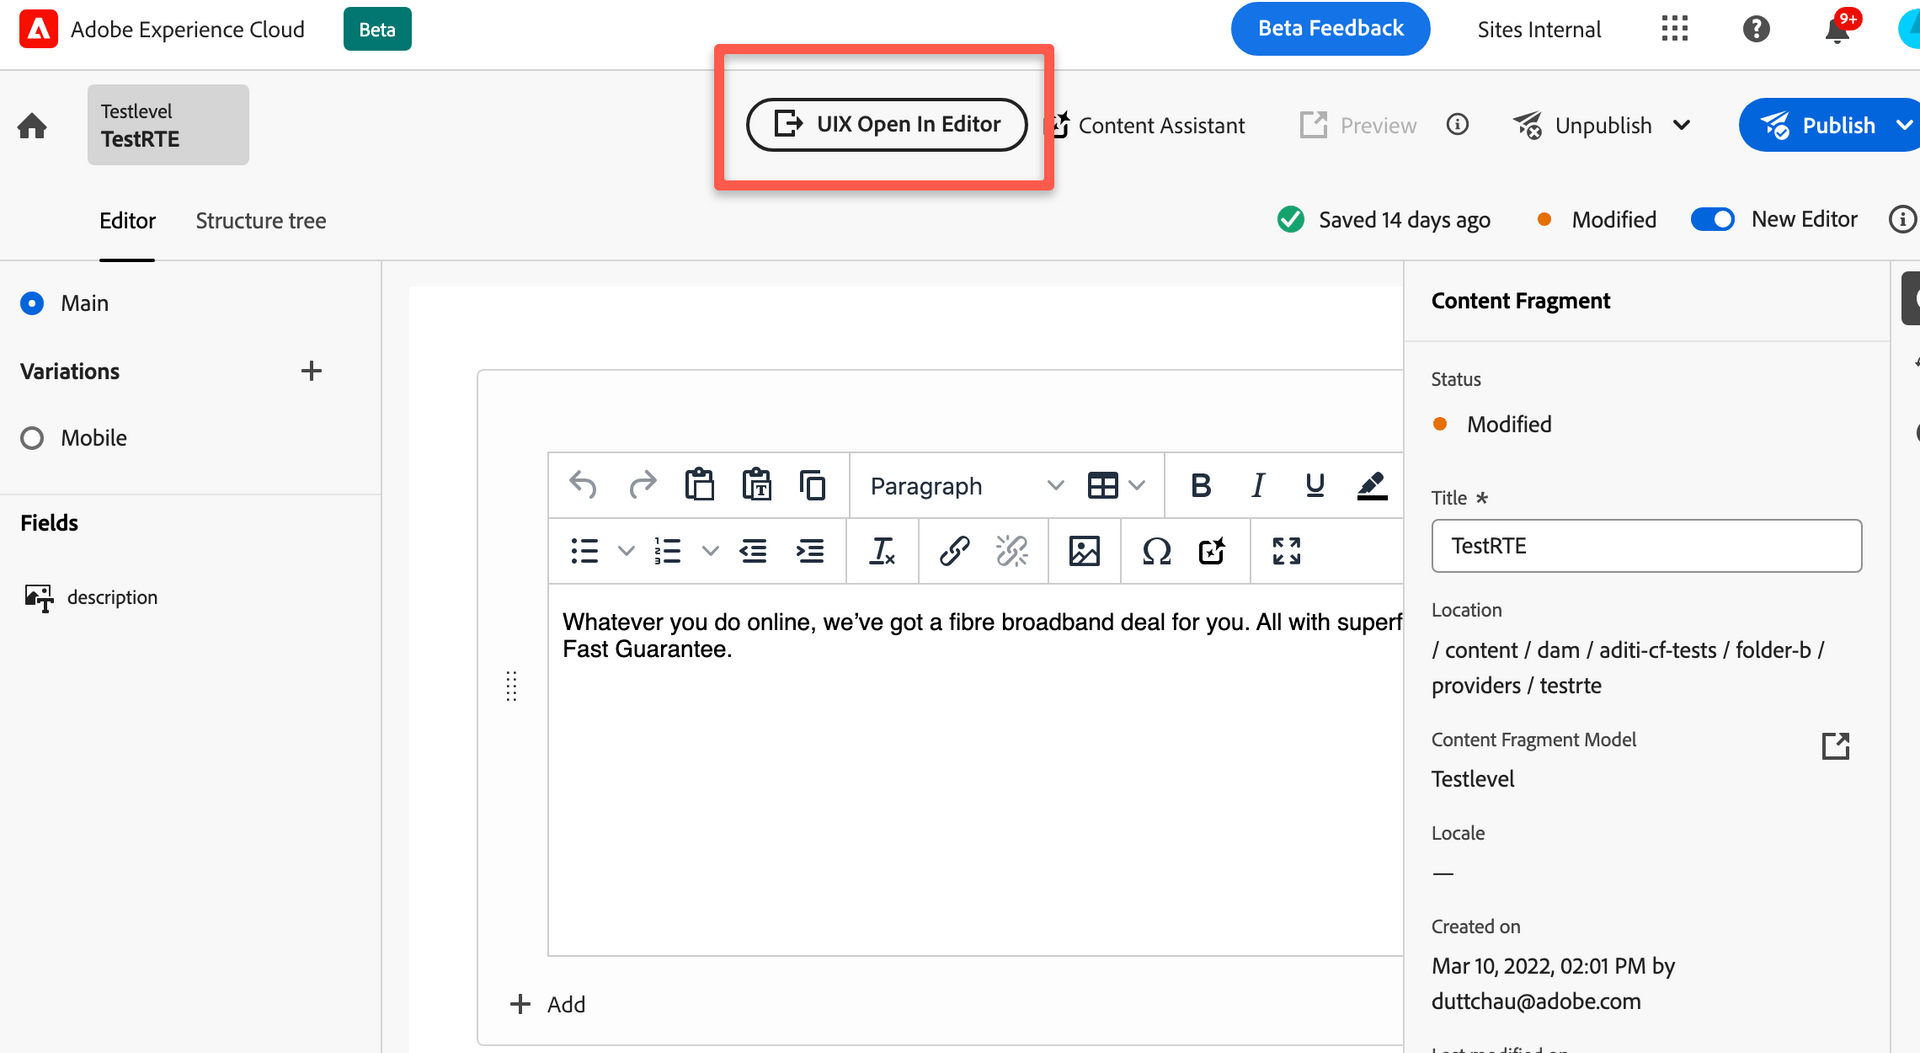 Adobe Experience Cloud
Beta
Beta Feedback
Sites Internal
9+
Testlevel
TestRTE
UIX Open In Editor
Content Assistant
Preview
Unpublish
Publish
Editor
Structure tree
Saved 14 days ago
Modified
New Editor
Main
Variations
Mobile
Fields
description
Paragraph
Whatever you do online, we’ve got a fibre broadband deal for you. All with superf
Fast Guarantee.
Add
Content Fragment
Status
Modified
Title *
TestRTE
Location
/ content / dam / aditi-cf-tests / folder-b /
providers / testrte
Content Fragment Model
Testlevel
Locale
—
Created on
Mar 10, 2022, 02:01 PM by
duttchau@adobe.com
Last modified on